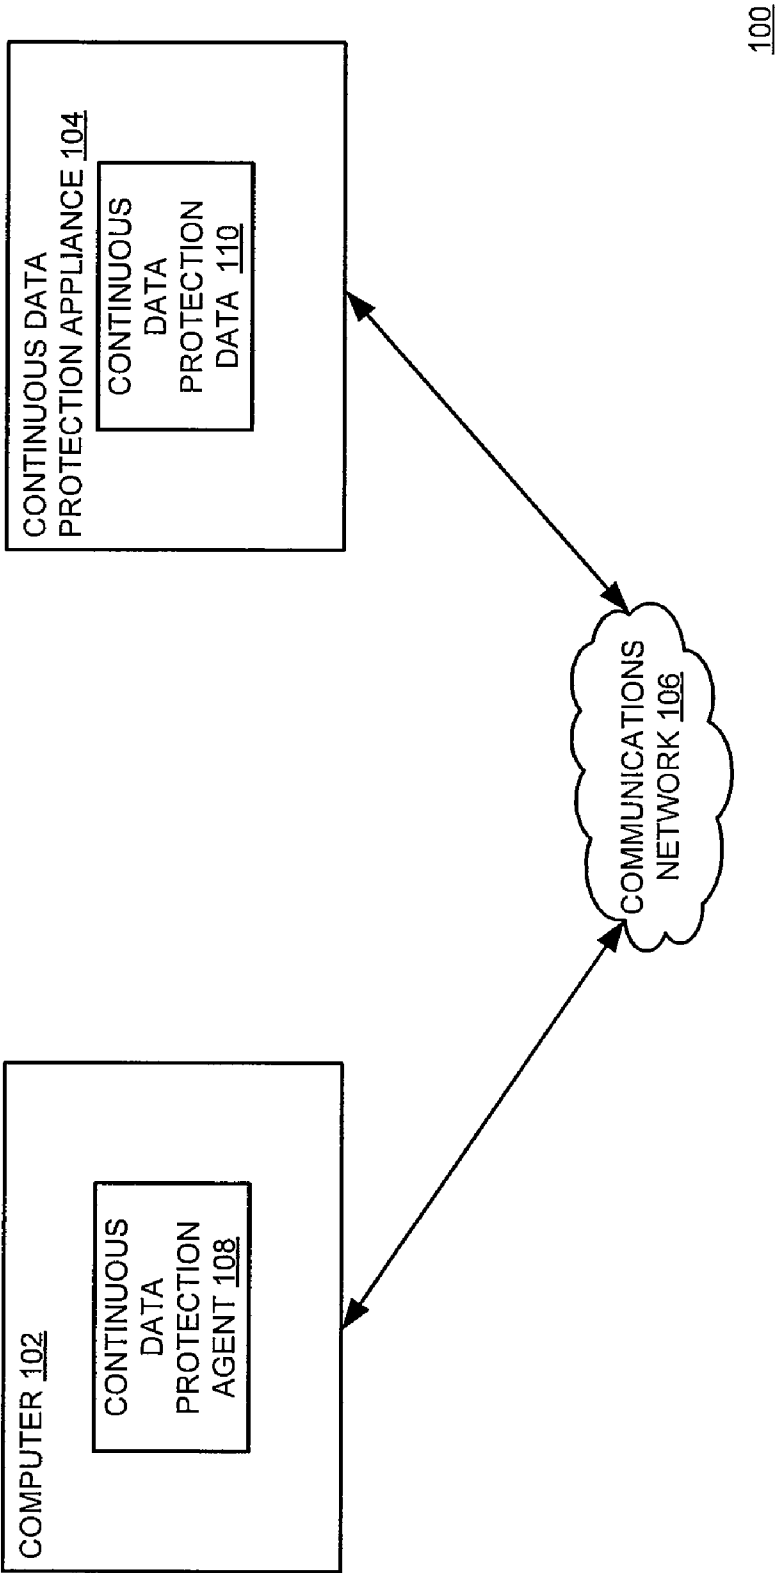 COMPUTER 102
CONTINUOUS
DATA
PROTECTION
AGENT 108
CONTINUOUS DATA
PROTECTION APPLIANCE 104
CONTINUOUS
DATA
PROTECTION
DATA 110
COMMUNICATIONS
NETWORK 106
100